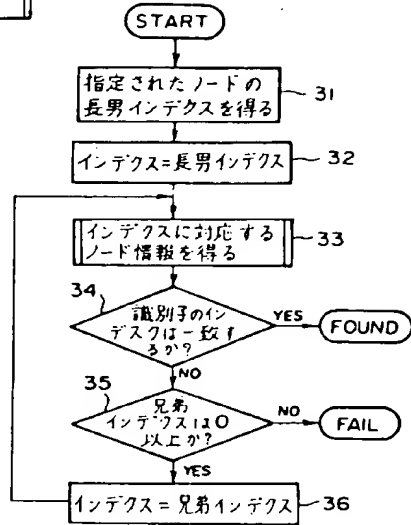 START
指定されたノードの
長男インデクスを得る
31
インデクス=長男インデクス
32
インデクスに対応する
ノード情報を得る
33
34
識別子のイン
デスクは一致す
るか?
YES
FOUND
NO
35
兄弟
インデクスは0
以上か?
NO
FAIL
YES
インデクス=兄弟インデクス
36